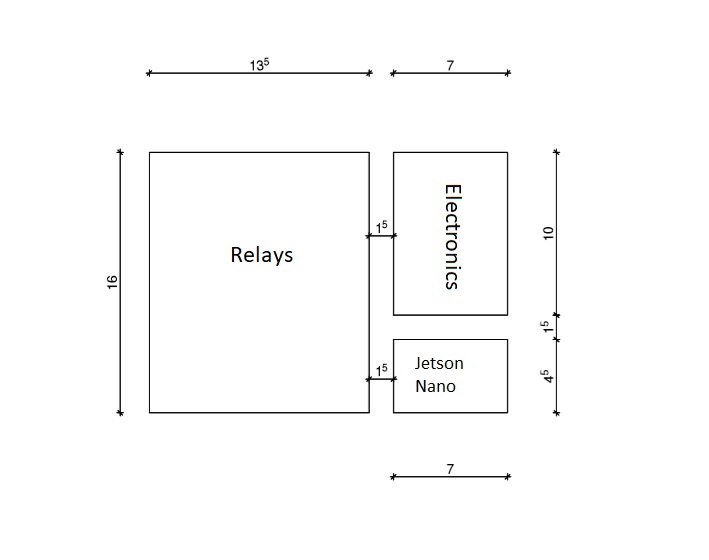 13⁵
7
1⁵
Electronics
10
Relays
16
1⁵
1⁵
Jetson
Nano
4⁵
7